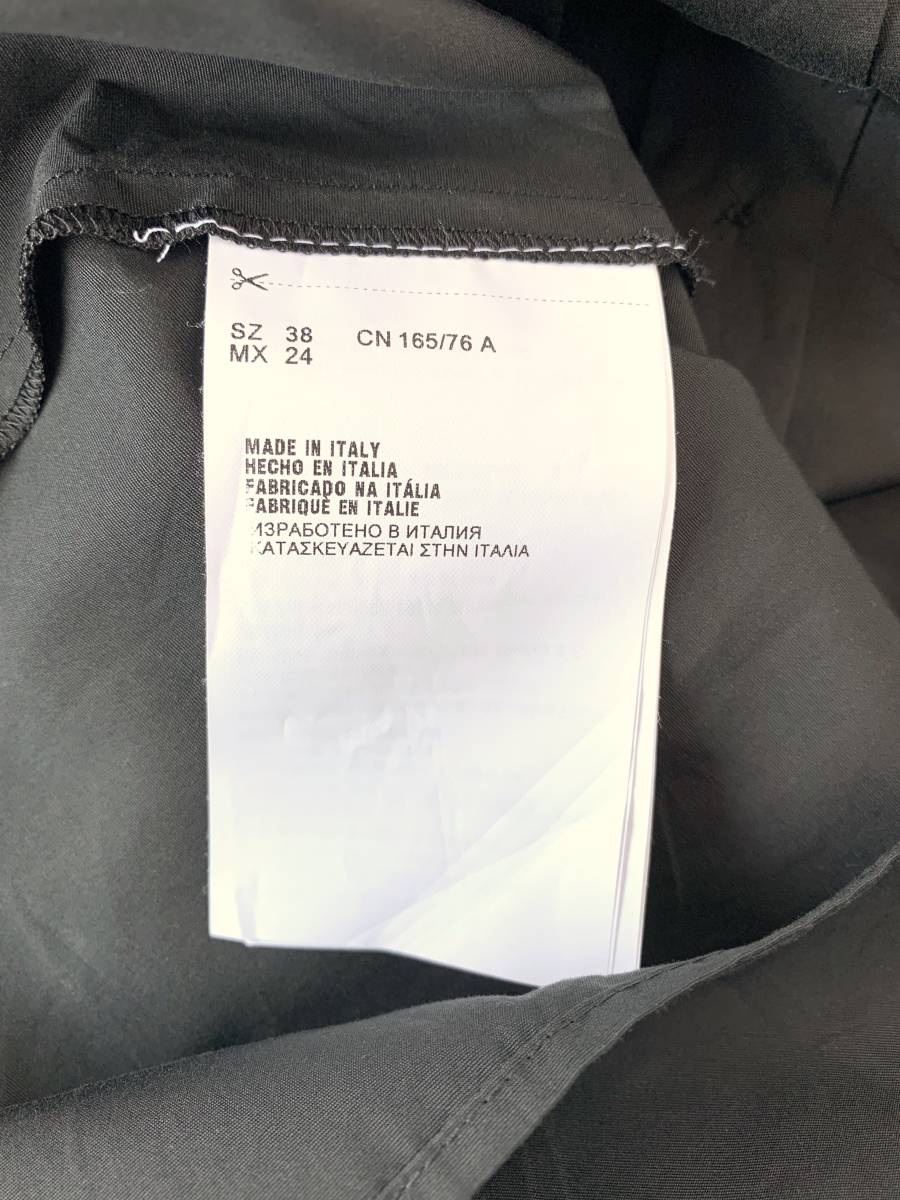 SZ 38 CN 165/76 A
MX 24
MADE IN ITALY
HECHO EN ITALIA
FABRICADO NA ITÁLIA
FABRIQUÈ EN ITALIE
ИЗРАБОТЕНО В ИТАЛИЯ
ΚΑΤΑΣΚΕΥΑΖΕΤΑΙ ΣΤΗΝ ΙΤΑΛΙΑ